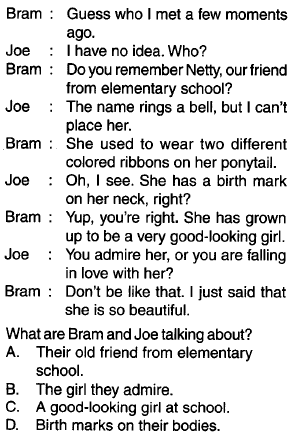 Bram : Guess who I met a few moments
ago.
Joe : I have no idea. Who?
Bram : Do you remember Netty, our friend
from elementary school?
Joe : The name rings a bell, but I can't
place her.
Bram : She used to wear two different
colored ribbons on her ponytail.
Joe : Oh, I see. She has a birth mark
on her neck, right?
Bram : Yup, you're right. She has grown
up to be a very good-looking girl.
Joe : You admire her, or you are falling
in love with her?
Bram : Don't be like that. I just said that
she is so beautiful.
What are Bram and Joe talking about?
A. Their old friend from elementary
school.
B. The girl they admire.
C. A good-looking girl at school.
D. Birth marks on their bodies.